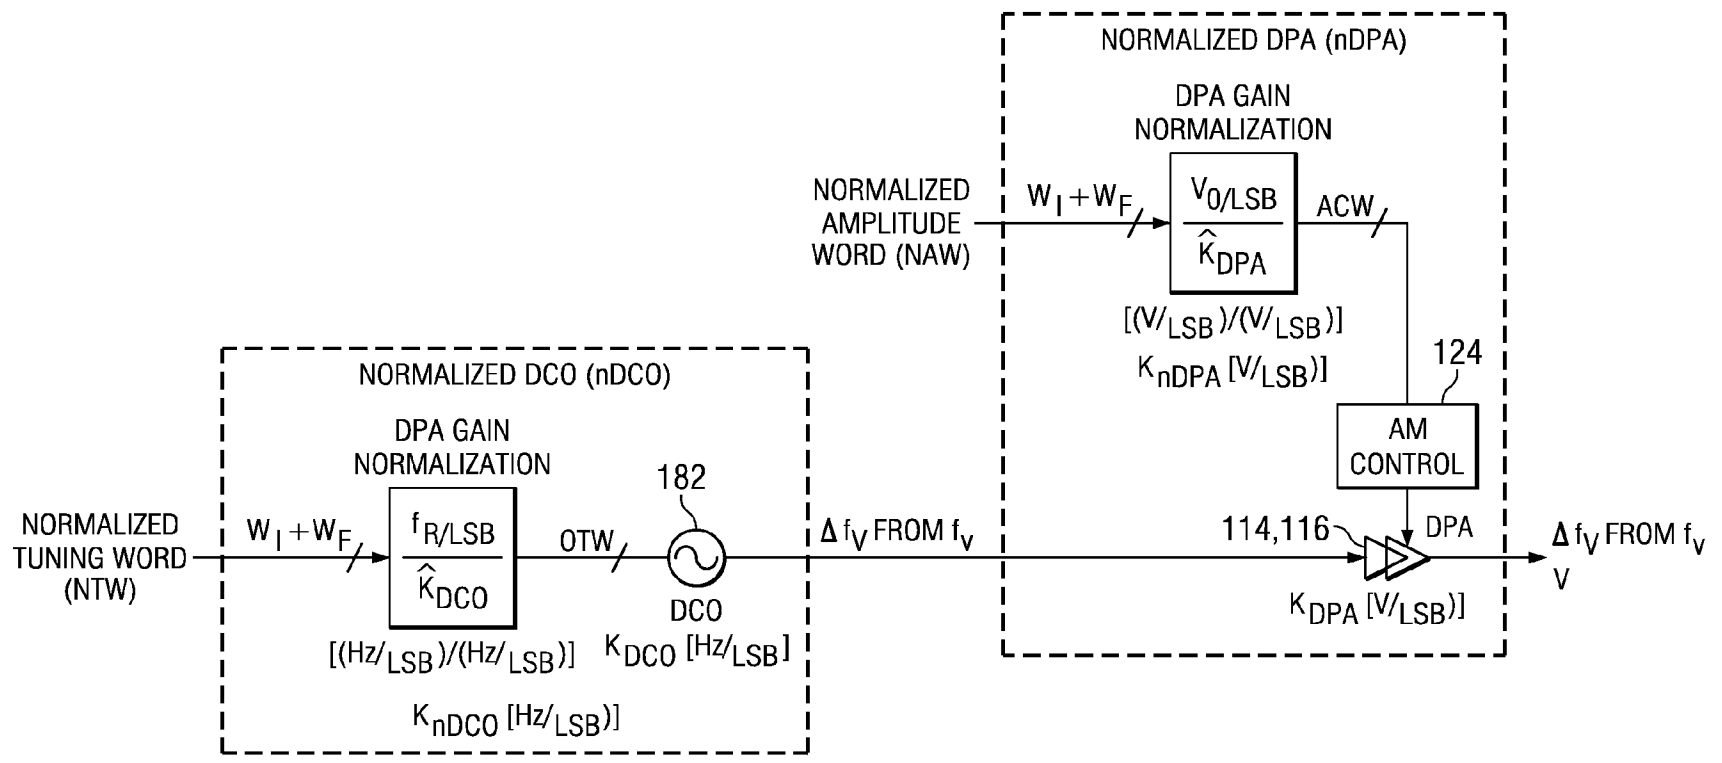 NORMALIZED DPA (nDPA)
DPA GAIN
NORMALIZATION
NORMALIZED
AMPLITUDE
WORD (NAW)
W_I+W_F
V_0/LSB
K̂_DPA
ACW
[(V/LSB)/(V/LSB)]
K_nDPA [V/LSB)]
124
AM
CONTROL
NORMALIZED DCO (nDCO)
DPA GAIN
NORMALIZATION
182
NORMALIZED
TUNING WORD
(NTW)
W_I+W_F
f_R/LSB
K̂_DCO
OTW
DCO
K_DCO [Hz/LSB]
[(Hz/LSB)/(Hz/LSB)]
K_nDCO [Hz/LSB)]
Δf_V FROM f_v
114,116
DPA
K_DPA [V/LSB)]
Δf_V FROM f_v
V